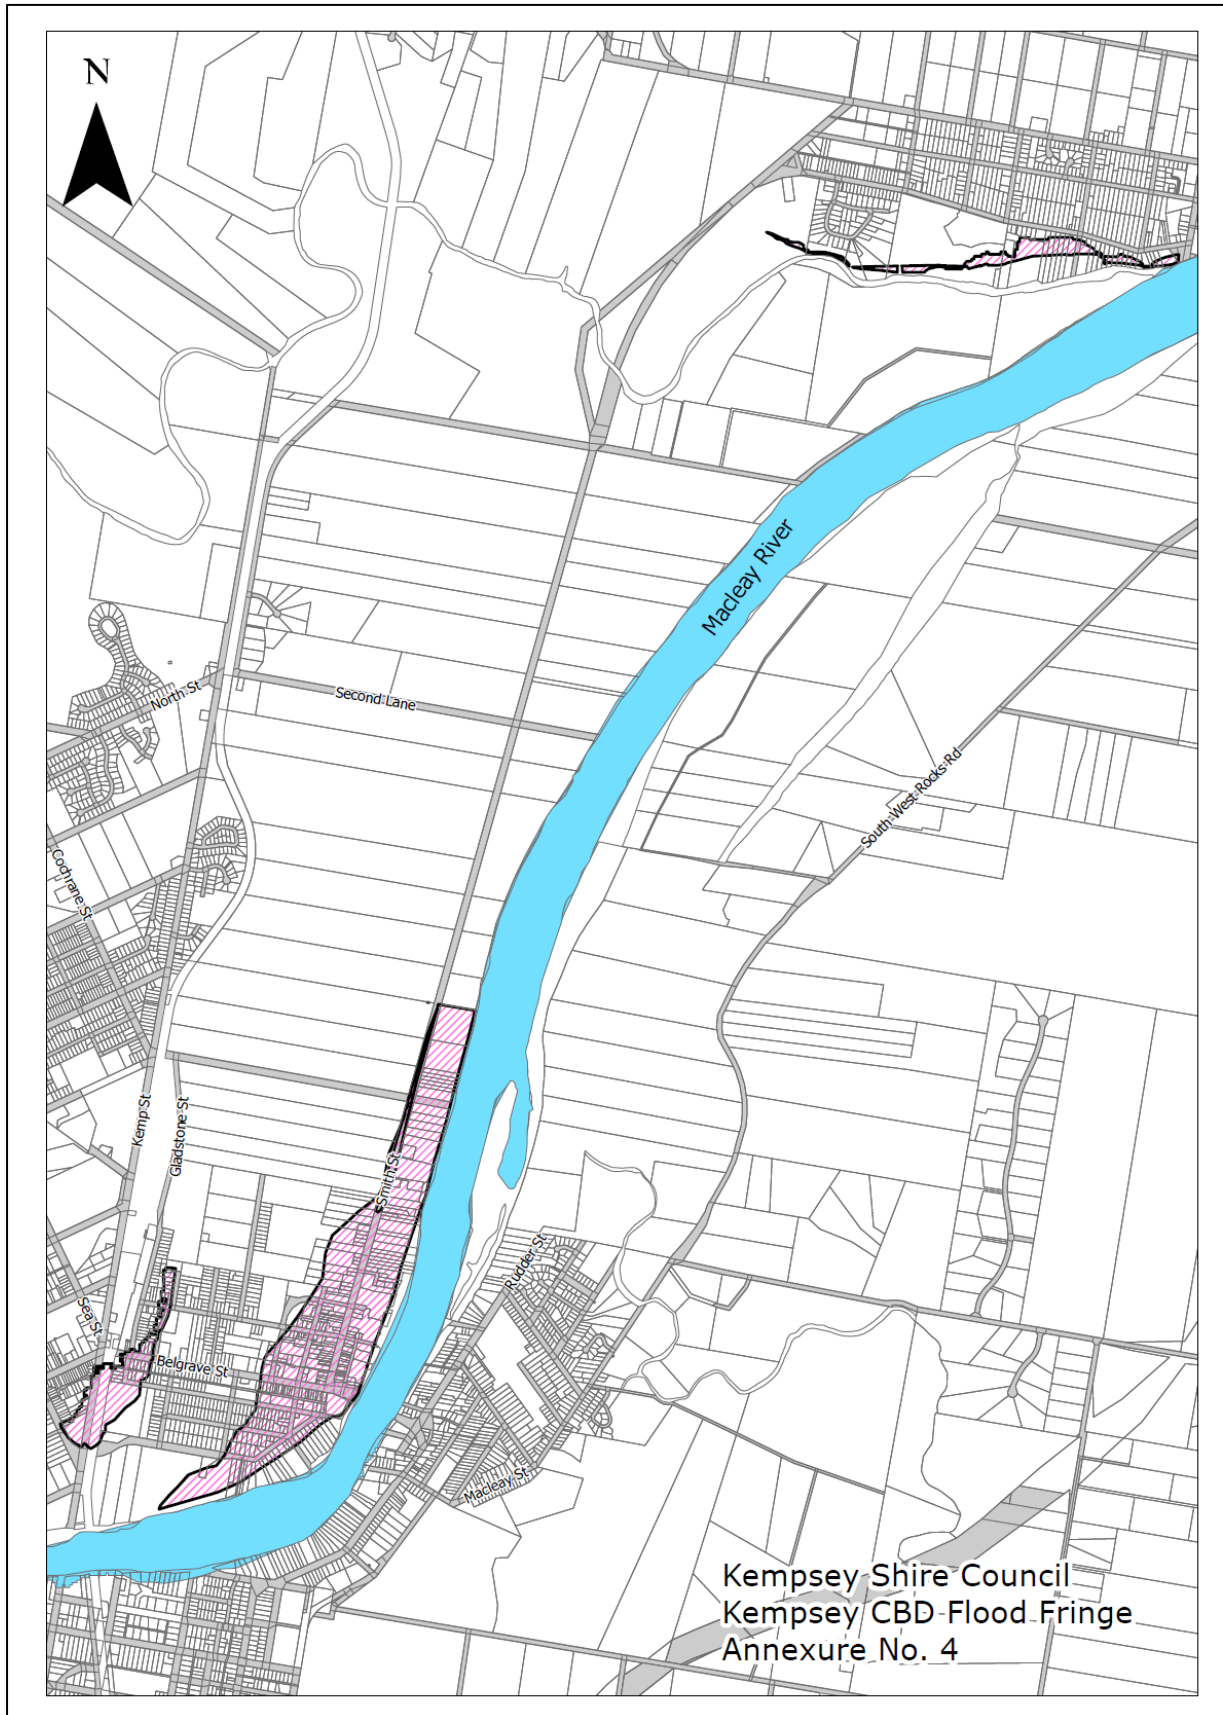 N
Macleay River
North St
Second Lane
South West Rocks Rd
Cochrane St
Kemp St
Gladstone St
Smith St
Rudder St
Sea St
Belgrave St
Macleay St
Kempsey Shire Council
Kempsey CBD Flood Fringe
Annexure No. 4